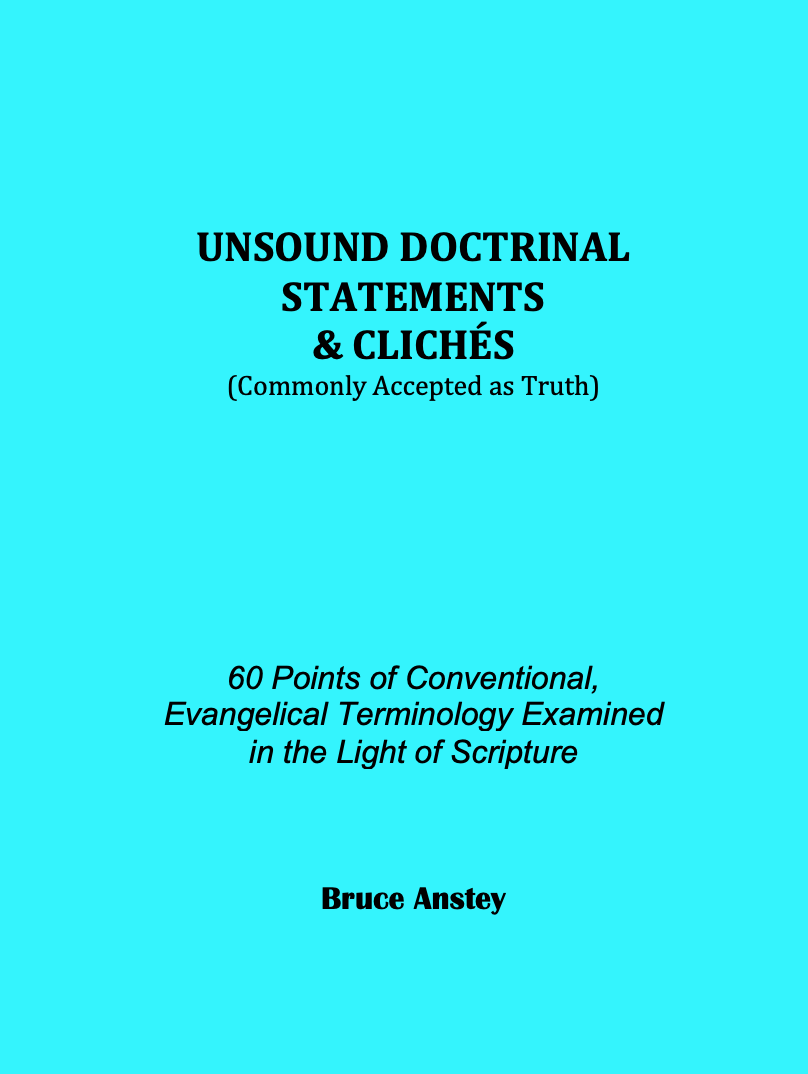 UNSOUND DOCTRINAL
STATEMENTS
& CLICHÉS
(Commonly Accepted as Truth)
60 Points of Conventional,
Evangelical Terminology Examined
in the Light of Scripture
Bruce Anstey